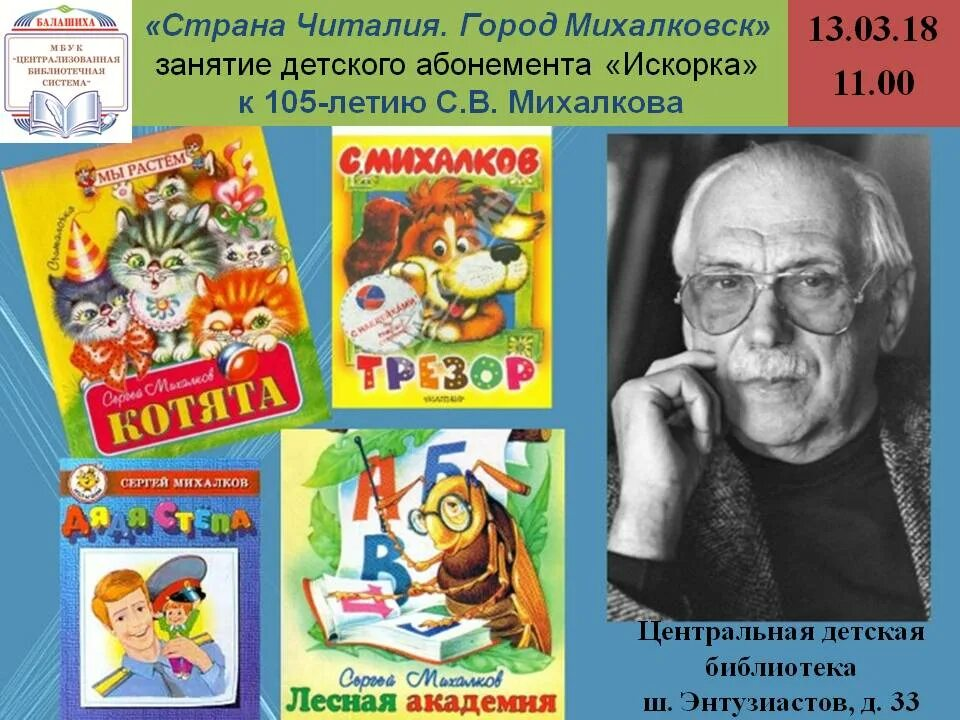 БАЛАШИХА
МБУК
"ЦЕНТРАЛИЗОВАННАЯ
БИБЛИОТЕЧНАЯ
СИСТЕМА"
«Страна Читалия. Город Михалковск»
занятие детского абонемента «Искорка»
к 105-летию С.В. Михалкова
13.03.18
11.00
МЫ РАСТЁМ
Сергей Михалков
КОТЯТА
С.МИХАЛКОВ
С НАКЛЕЙКАМИ
ТРЕЗОР
СЕРГЕЙ МИХАЛКОВ
ДЯДЯ СТЁПА
А Б
В
Д
Сергей Михалков
Лесная академия
Центральная детская
библиотека
ш. Энтузиастов, д. 33